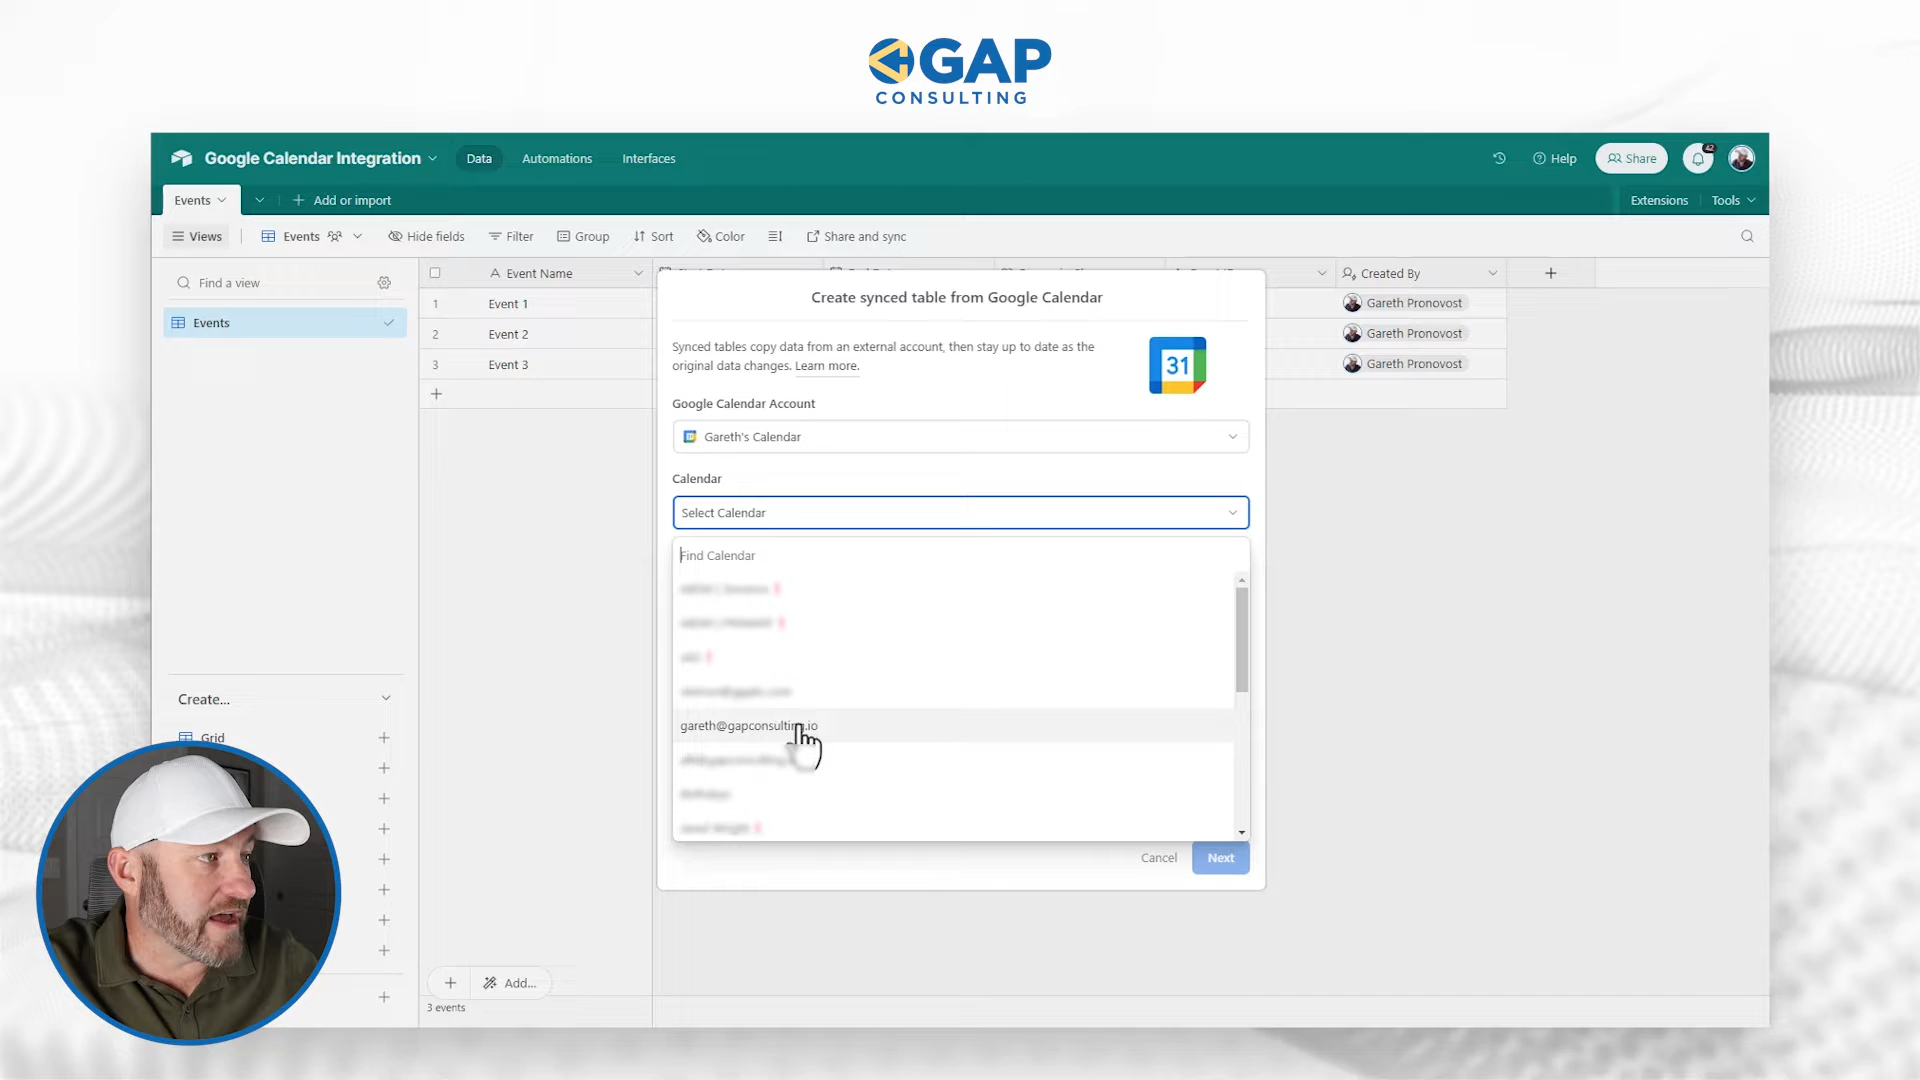 GAP
CONSULTING
Google Calendar Integration
Data
Automations
Interfaces
Help
Share
42
Events
Add or import
Extensions
Tools
Views
Events
Hide fields
Filter
Group
Sort
Color
Share and sync
Find a view
Events
Event Name
Created By
1
Event 1
Gareth Pronovost
2
Event 2
Gareth Pronovost
3
Event 3
Gareth Pronovost
Create synced table from Google Calendar
Synced tables copy data from an external account, then stay up to date as the
original data changes. Learn more.
31
Google Calendar Account
Gareth's Calendar
Calendar
Select Calendar
Find Calendar
gareth@gapconsulting.io
Cancel
Next
Create...
Grid
Add...
3 events